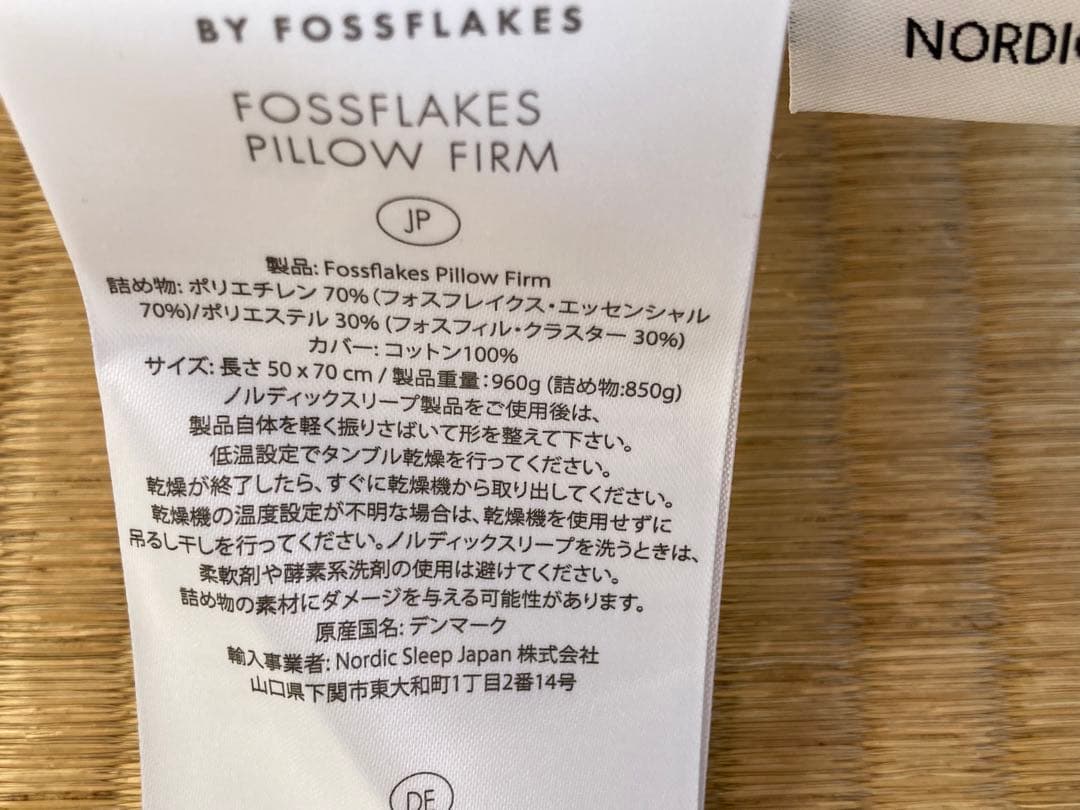 BY FOSSFLAKES
NORDI
FOSSFLAKES
PILLOW FIRM
JP
製品: Fossflakes Pillow Firm
詰め物: ポリエチレン 70% (フォスフレイクス・エッセンシャル
70%)/ポリエステル 30% (フォスフィル・クラスター 30%)
カバー: コットン100%
サイズ: 長さ 50 x 70 cm / 製品重量：960g (詰め物:850g)
ノルディックスリープ製品をご使用後は、
製品自体を軽く振りさばいて形を整えて下さい。
低温設定でタンブル乾燥を行ってください。
乾燥が終了したら、すぐに乾燥機から取り出してください。
乾燥機の温度設定が不明な場合は、乾燥機を使用せずに
吊るし干しを行ってください。ノルディックスリープを洗うときは、
柔軟剤や酵素系洗剤の使用は避けてください。
詰め物の素材にダメージを与える可能性があります。
原産国名: デンマーク
輸入事業者: Nordic Sleep Japan 株式会社
山口県下関市東大和町1丁目2番14号
DE